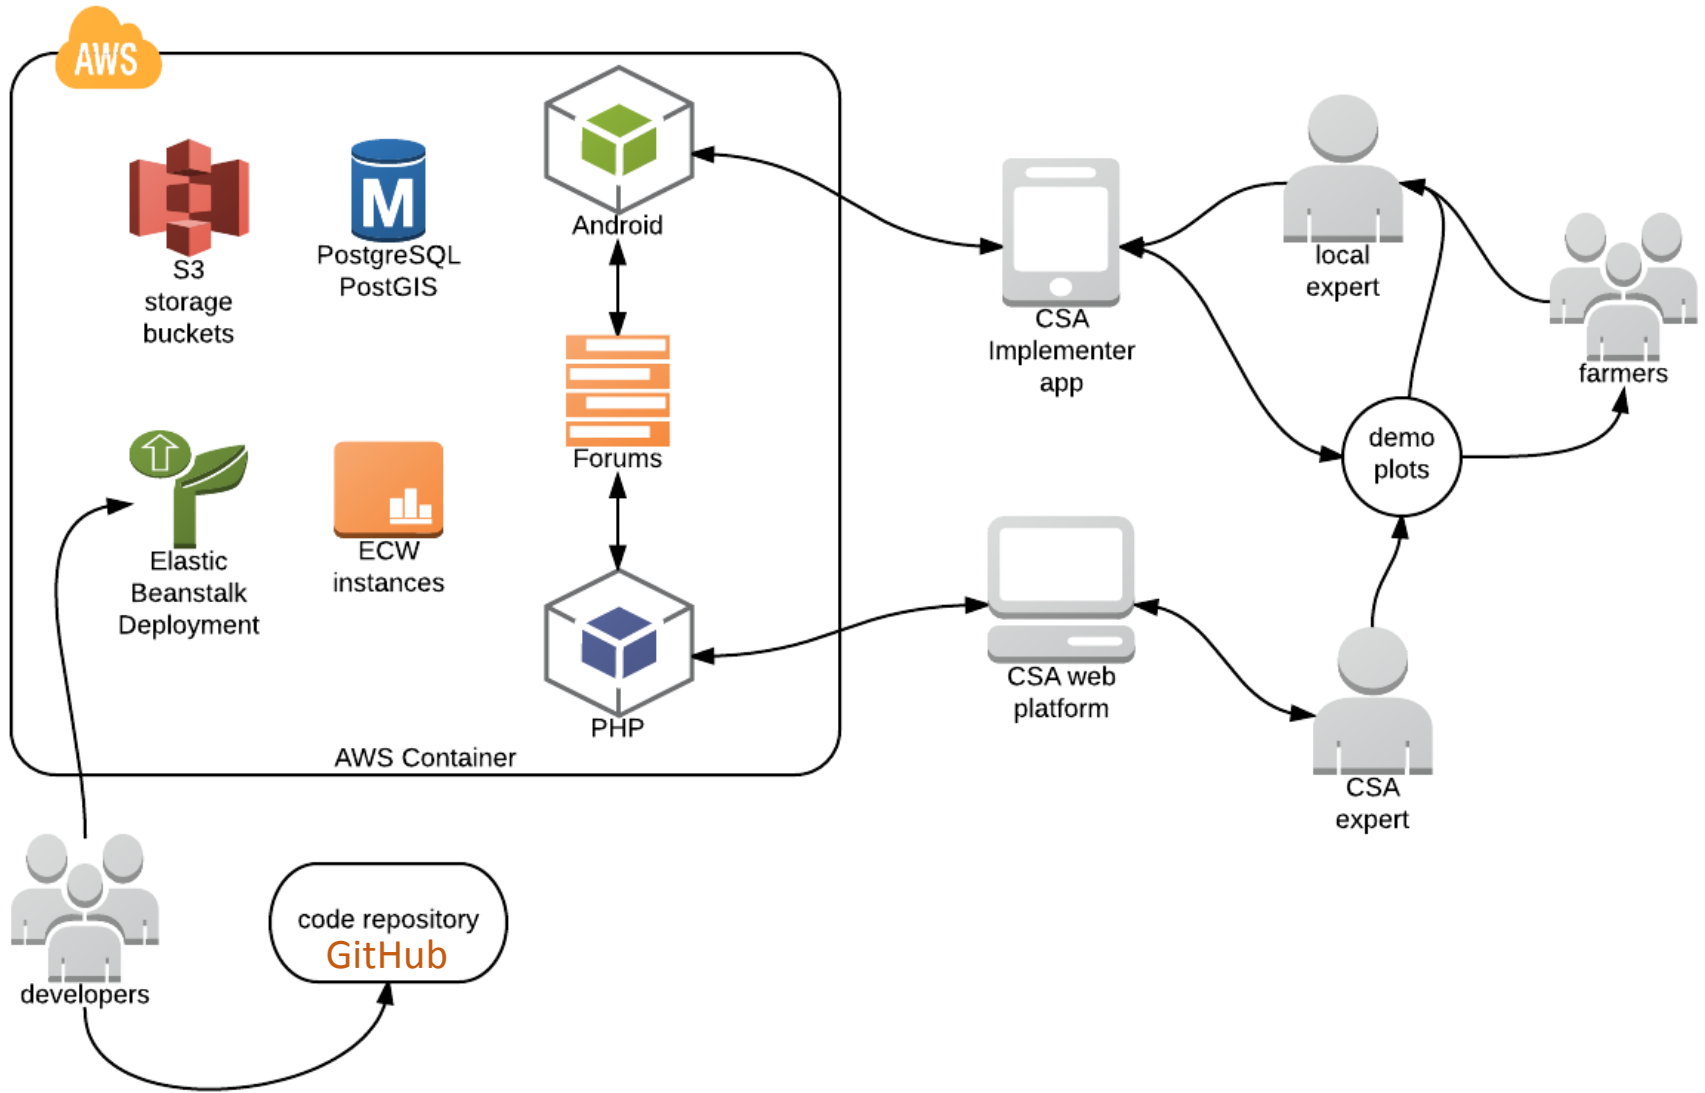 AWS
S3
storage
buckets
M
PostgreSQL
PostGIS
Android
Forums
Elastic
Beanstalk
Deployment
ECW
instances
PHP
AWS Container
CSA
Implementer
app
local
expert
farmers
demo
plots
CSA web
platform
CSA
expert
developers
code repository
GitHub